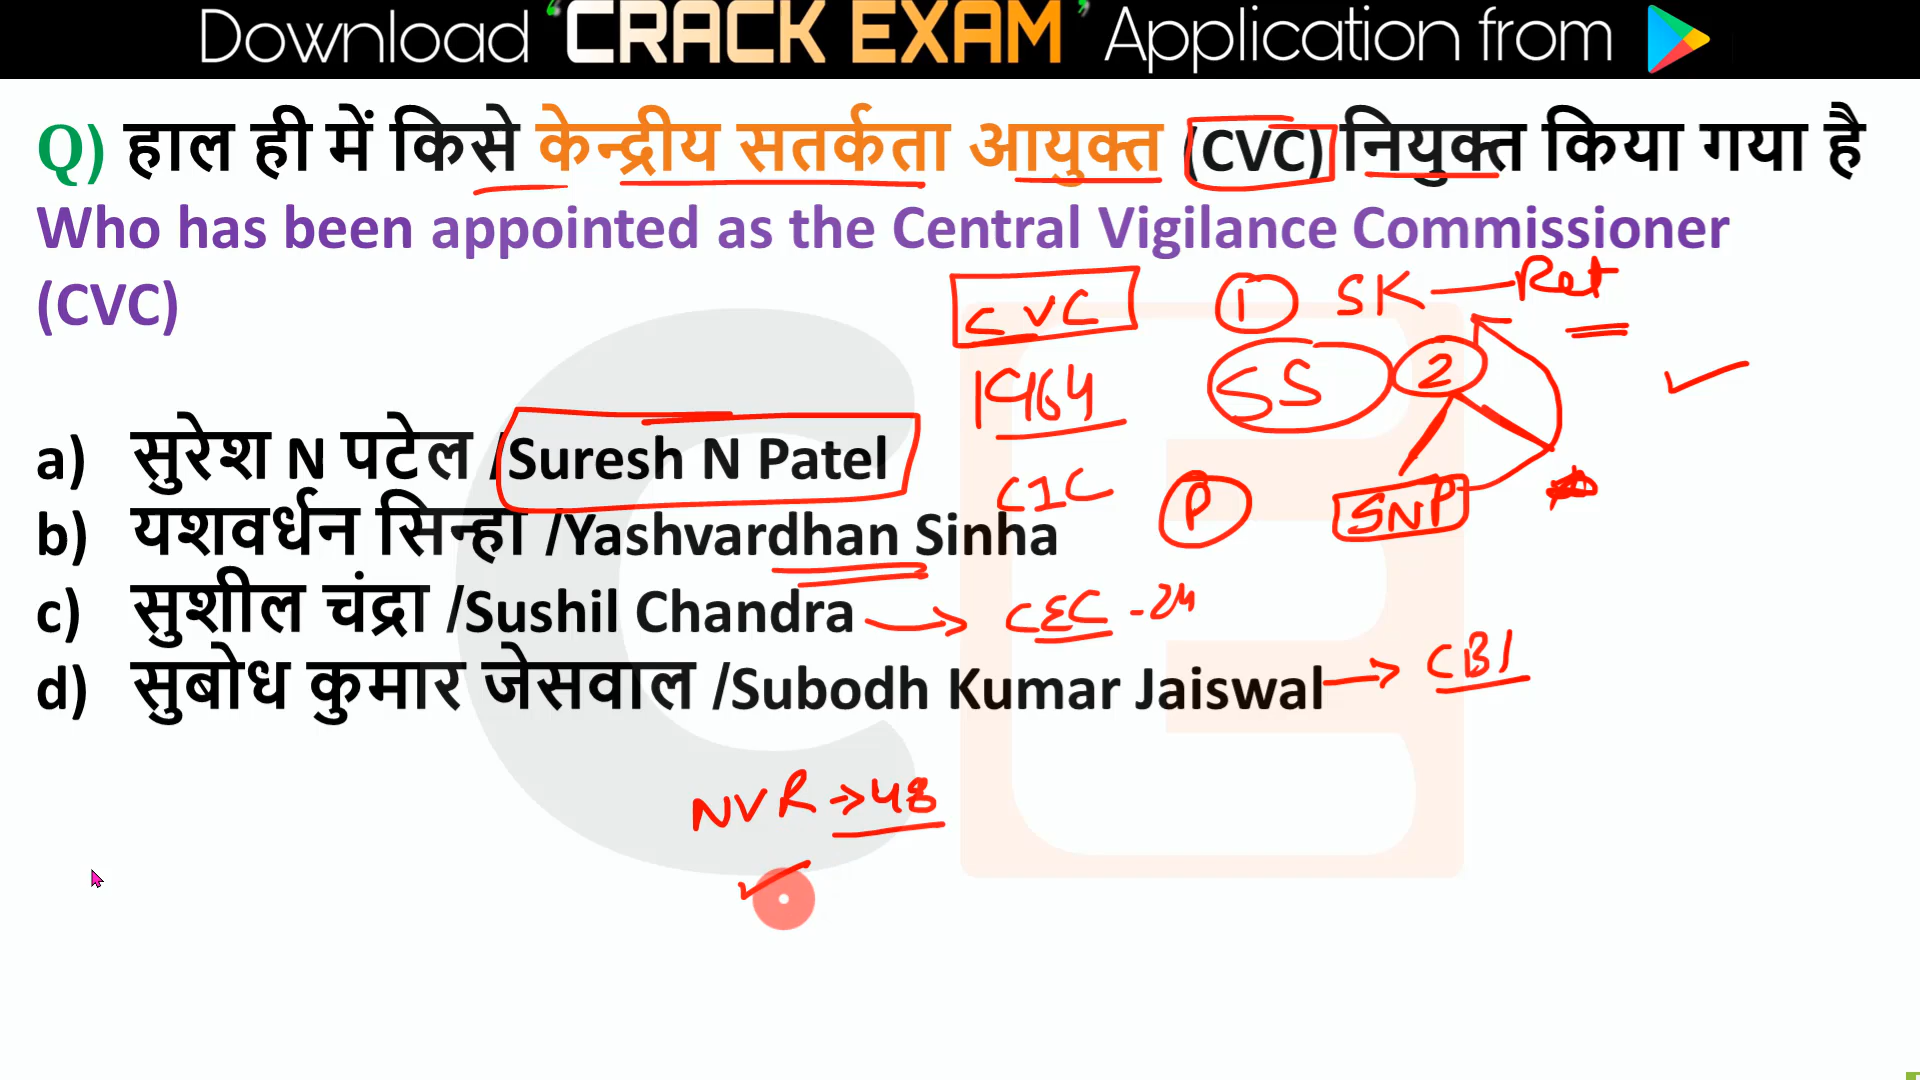 Download 'CRACK EXAM' Application from
Q) हाल ही में किसे केन्द्रीय सतर्कता आयुक्त (CVC) नियुक्त किया गया है
Who has been appointed as the Central Vigilance Commissioner
(CVC)
CVC ① SK — Ret
1964 SS ②
a) सुरेश N पटेल /Suresh N Patel
CIC P SNP
b) यशवर्धन सिन्हा /Yashvardhan Sinha
c) सुशील चंद्रा /Sushil Chandra → CEC - 24
d) सुबोध कुमार जेसवाल /Subodh Kumar Jaiswal → CBI
NVR → 48